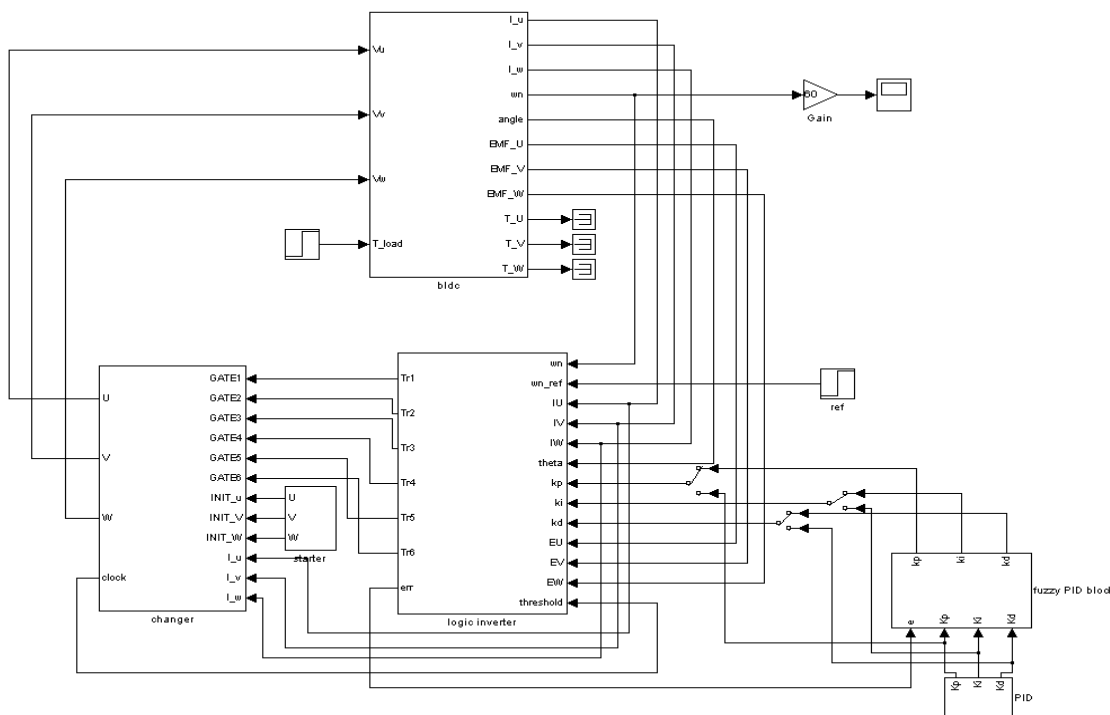 I_u
Vu
I_v
I_w
wn
60
Gain
Vv
angle
EMF_U
EMF_V
Vw
EMF_W
T_U
T_load
T_V
T_W
bldc
GATE1
Tr1
wn
GATE2
wn_ref
U
Tr2
IU
ref
GATE3
IV
GATE4
Tr3
IW
V
GATE5
theta
GATE6
Tr4
kp
INIT_u
U
ki
W
INIT_V
V
Tr5
kd
INIT_W
W
EU
I_u
starter
Tr6
EV
kp
ki
kd
clock
I_v
EW
I_w
err
threshold
fuzzy PID block
changer
logic inverter
e
Kp
Ki
Kd
Kp
Ki
Kd
PID